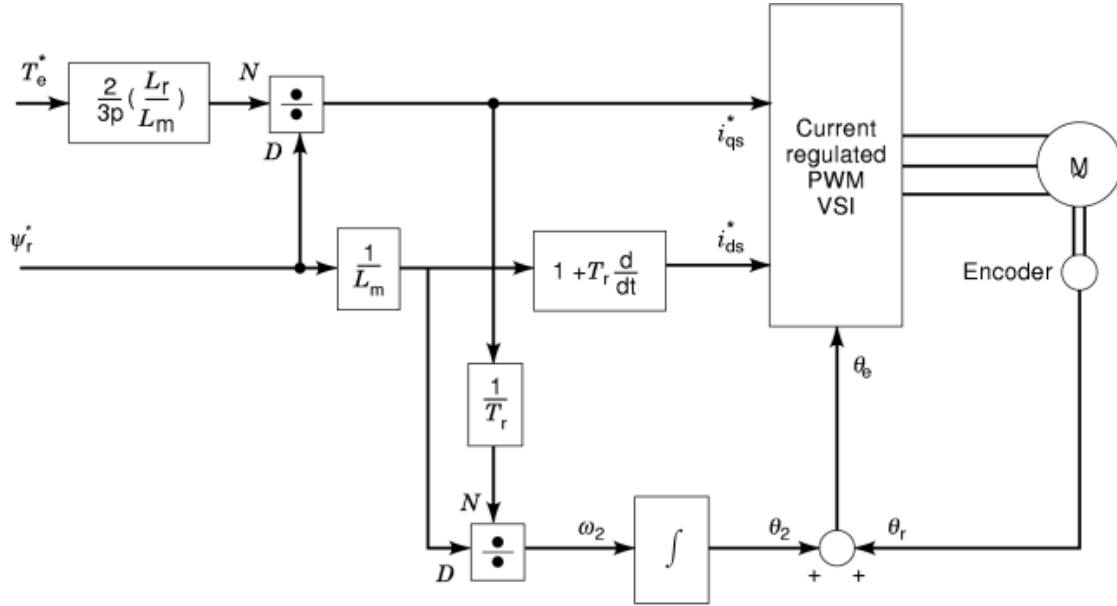 T*e
2/3p (Lr/Lm)
N
÷
D
i*qs
Current
regulated
PWM
VSI
ψ*r
1/Lm
1 +Tr d/dt
i*ds
Encoder
θe
1/Tr
N
÷
D
ω2
∫
θ2
+ +
θr